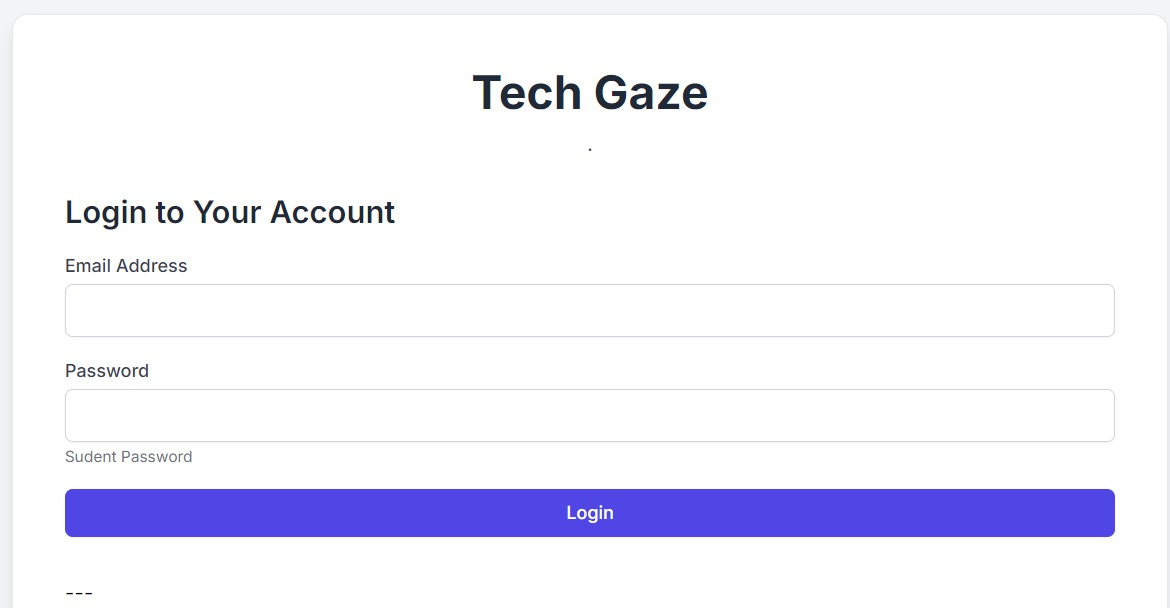 Tech Gaze
.
Login to Your Account
Email Address
Password
Sudent Password
Login
---